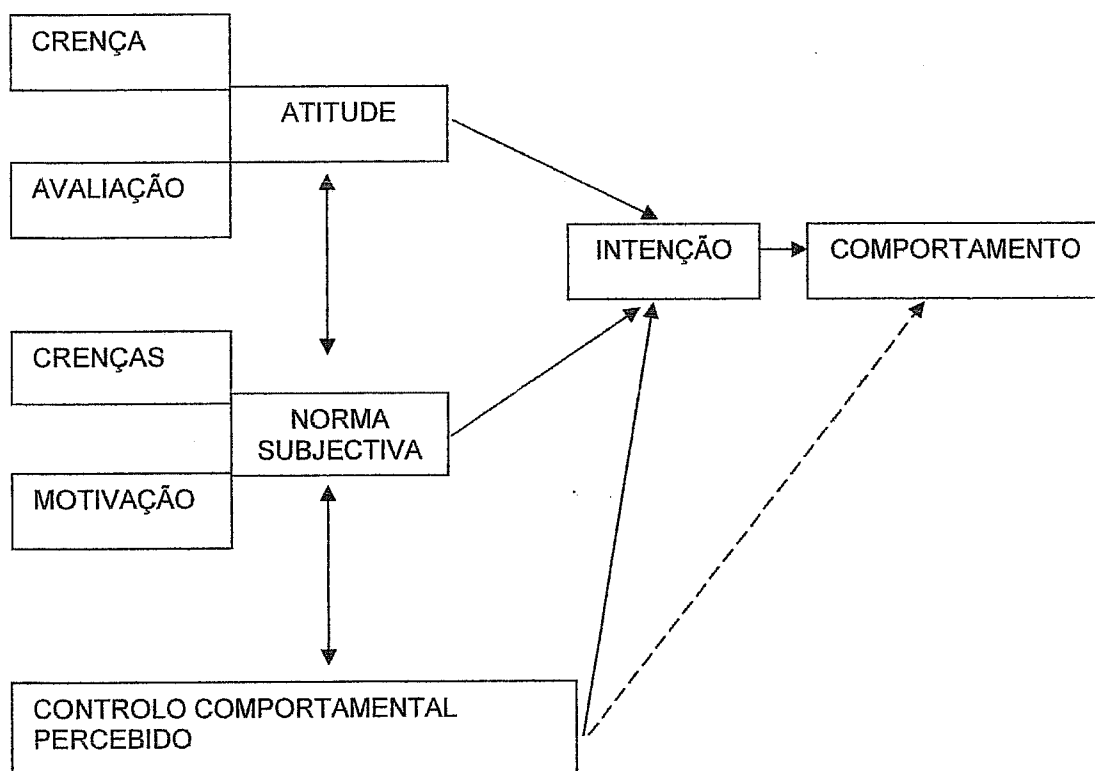 CRENÇA
ATITUDE
AVALIAÇÃO
INTENÇÃO
COMPORTAMENTO
CRENÇAS
NORMA
SUBJECTIVA
MOTIVAÇÃO
CONTROLO COMPORTAMENTAL
PERCEBIDO